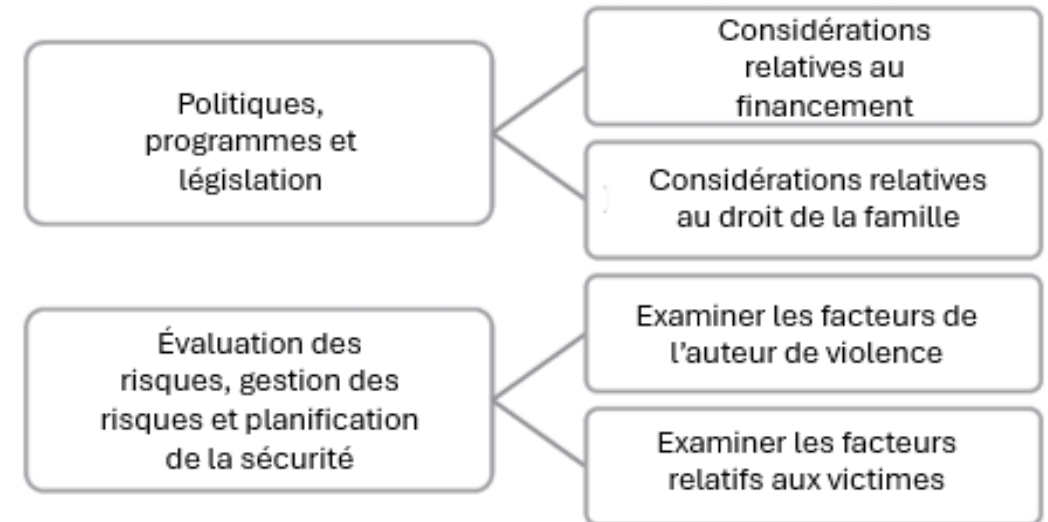 Politiques,
programmes et
législation
Considérations
relatives au
financement
Considérations relatives
au droit de la famille
Évaluation des
risques, gestion des
risques et planification
de la sécurité
Examiner les facteurs de
l’auteur de violence
Examiner les facteurs
relatifs aux victimes